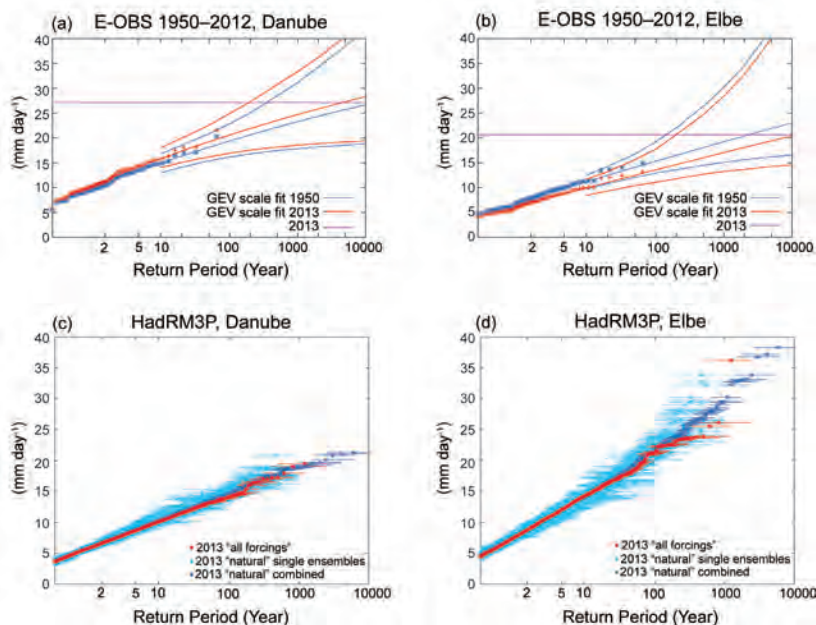 (a) E-OBS 1950–2012, Danube
(mm day⁻¹)
40
35
30
25
20
15
10
5
0
GEV scale fit 1950
GEV scale fit 2013
2013
2 5 10 100 1000 10000
Return Period (Year)
(b) E-OBS 1950–2012, Elbe
(mm day⁻¹)
40
35
30
25
20
15
10
5
0
GEV scale fit 1950
GEV scale fit 2013
2013
2 5 10 100 1000 10000
Return Period (Year)
(c) HadRM3P, Danube
(mm day⁻¹)
40
35
30
25
20
15
10
5
0
2013 "all forcings"
2013 "natural" single ensembles
2013 "natural" combined
2 5 10 100 1000 10000
Return Period (Year)
(d) HadRM3P, Elbe
(mm day⁻¹)
40
35
30
25
20
15
10
5
0
2013 "all forcings"
2013 "natural" single ensembles
2013 "natural" combined
2 5 10 100 1000 10000
Return Period (Year)